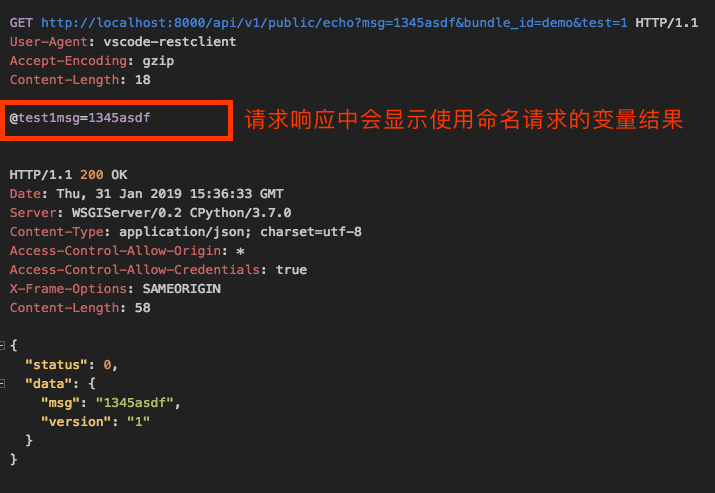 GET http://localhost:8000/api/v1/public/echo?msg=1345asdf&bundle_id=demo&test=1 HTTP/1.1
User-Agent: vscode-restclient
Accept-Encoding: gzip
Content-Length: 18
@test1msg=1345asdf
请求响应中会显示使用命名请求的变量结果
HTTP/1.1 200 OK
Date: Thu, 31 Jan 2019 15:36:33 GMT
Server: WSGIServer/0.2 CPython/3.7.0
Content-Type: application/json; charset=utf-8
Access-Control-Allow-Origin: *
Access-Control-Allow-Credentials: true
X-Frame-Options: SAMEORIGIN
Content-Length: 58
{
"status": 0,
"data": {
"msg": "1345asdf",
"version": "1"
}
}